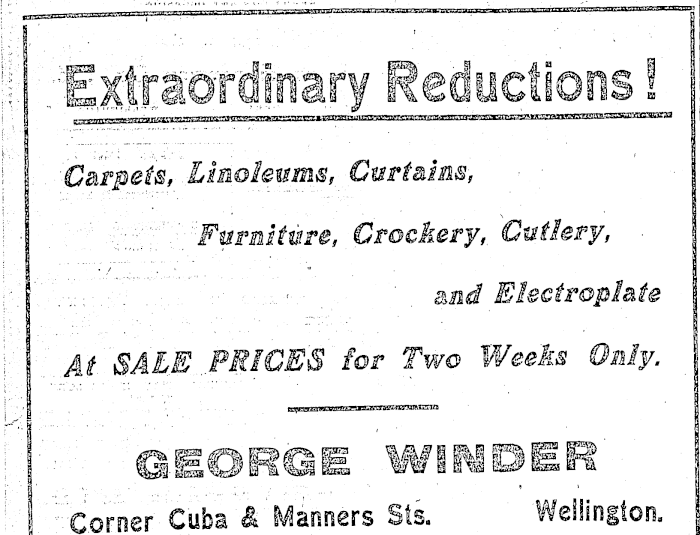 Extraordinary Reductions!
Carpets, Linoleums, Curtains,
Furniture, Crockery, Cutlery,
and Electroplate
At SALE PRICES for Two Weeks Only.
GEORGE WINDER
Corner Cuba & Manners Sts. Wellington.